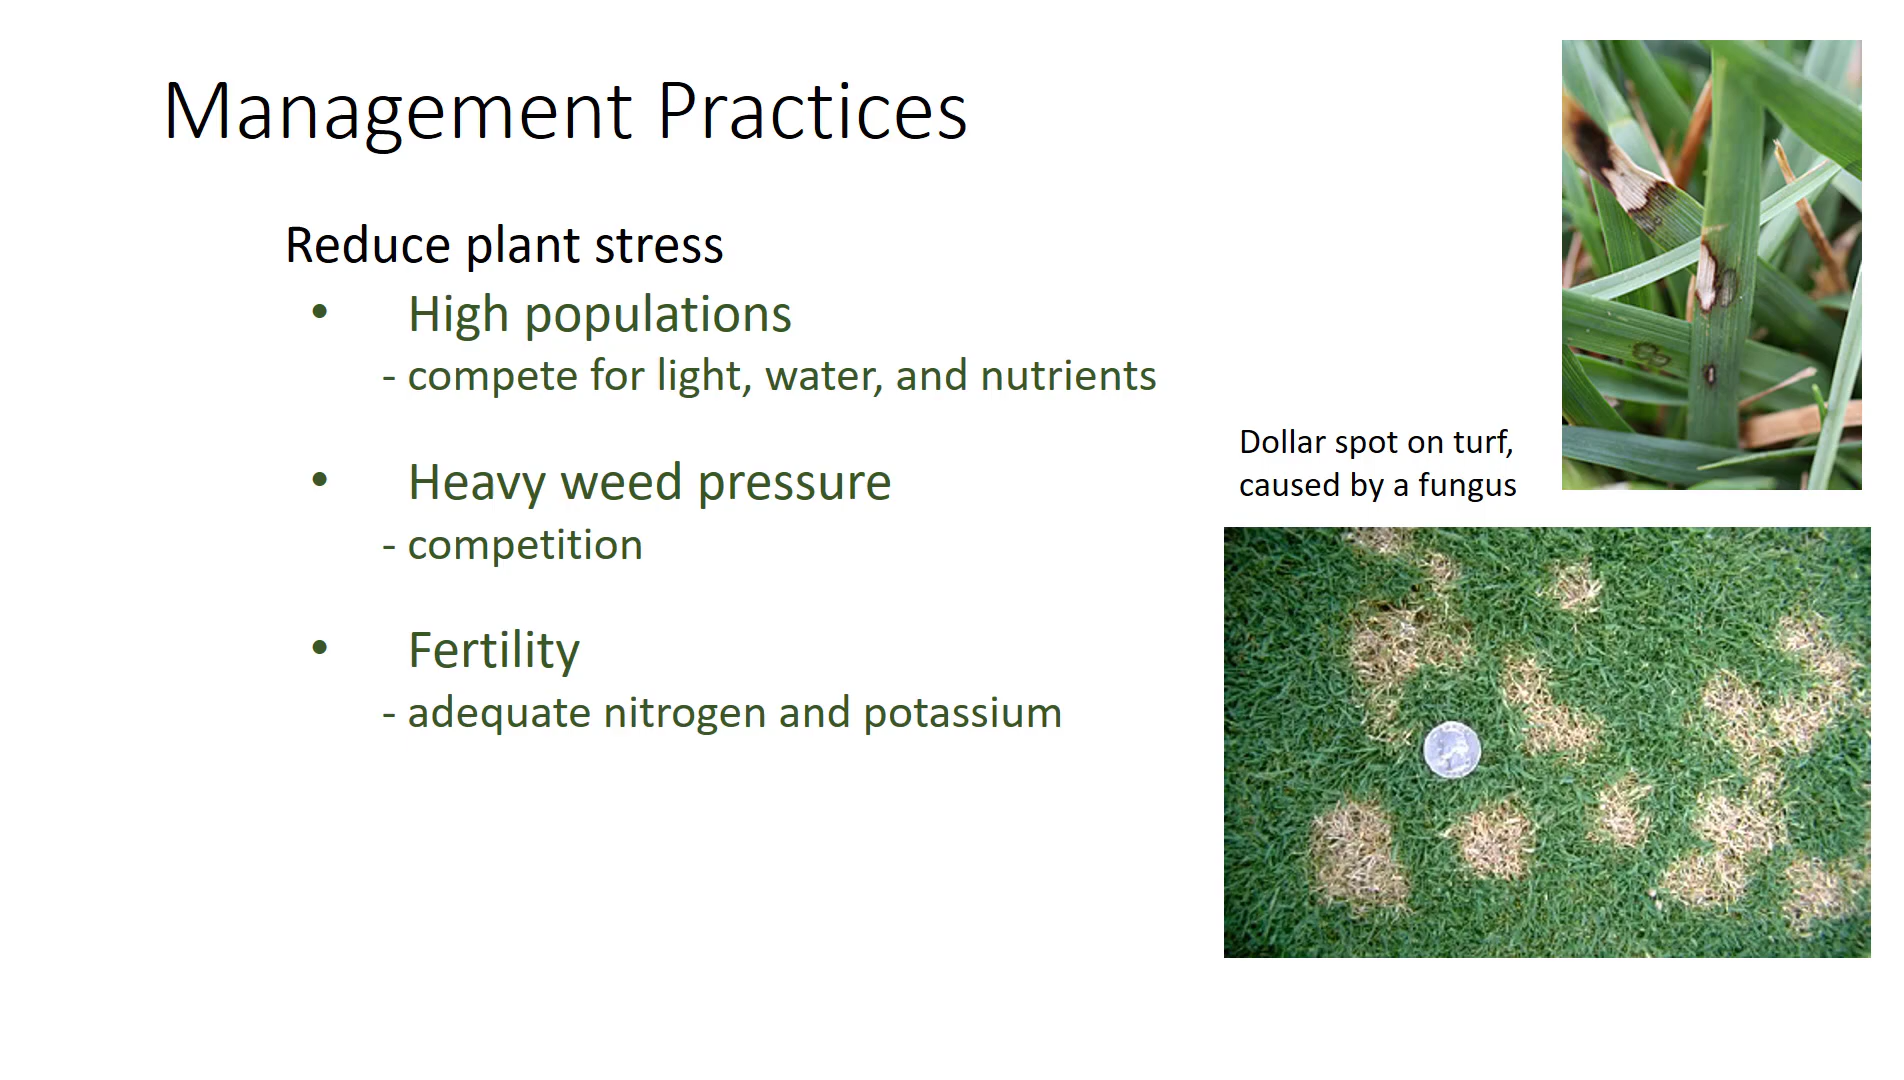 Management Practices
Reduce plant stress
• High populations
- compete for light, water, and nutrients
• Heavy weed pressure
- competition
• Fertility
- adequate nitrogen and potassium
Dollar spot on turf,
caused by a fungus